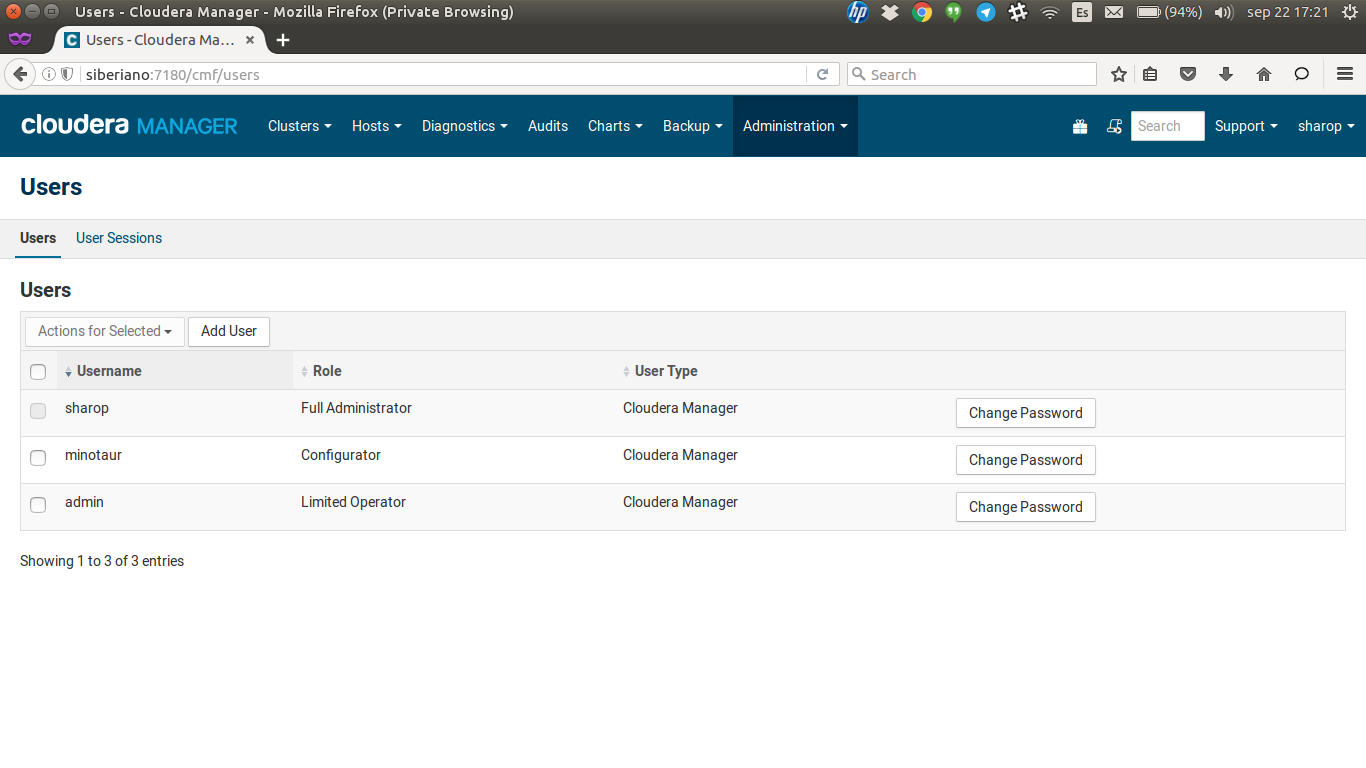 Users - Cloudera Manager - Mozilla Firefox (Private Browsing)
hp
Es
(94%)
sep 22 17:21
C Users - Cloudera Ma...
siberiano:7180/cmf/users
Search
cloudera MANAGER
Clusters
Hosts
Diagnostics
Audits
Charts
Backup
Administration
Search
Support
sharop
Users
Users
User Sessions
Users
Actions for Selected
Add User
Username
Role
User Type
sharop
Full Administrator
Cloudera Manager
Change Password
minotaur
Configurator
Cloudera Manager
Change Password
admin
Limited Operator
Cloudera Manager
Change Password
Showing 1 to 3 of 3 entries